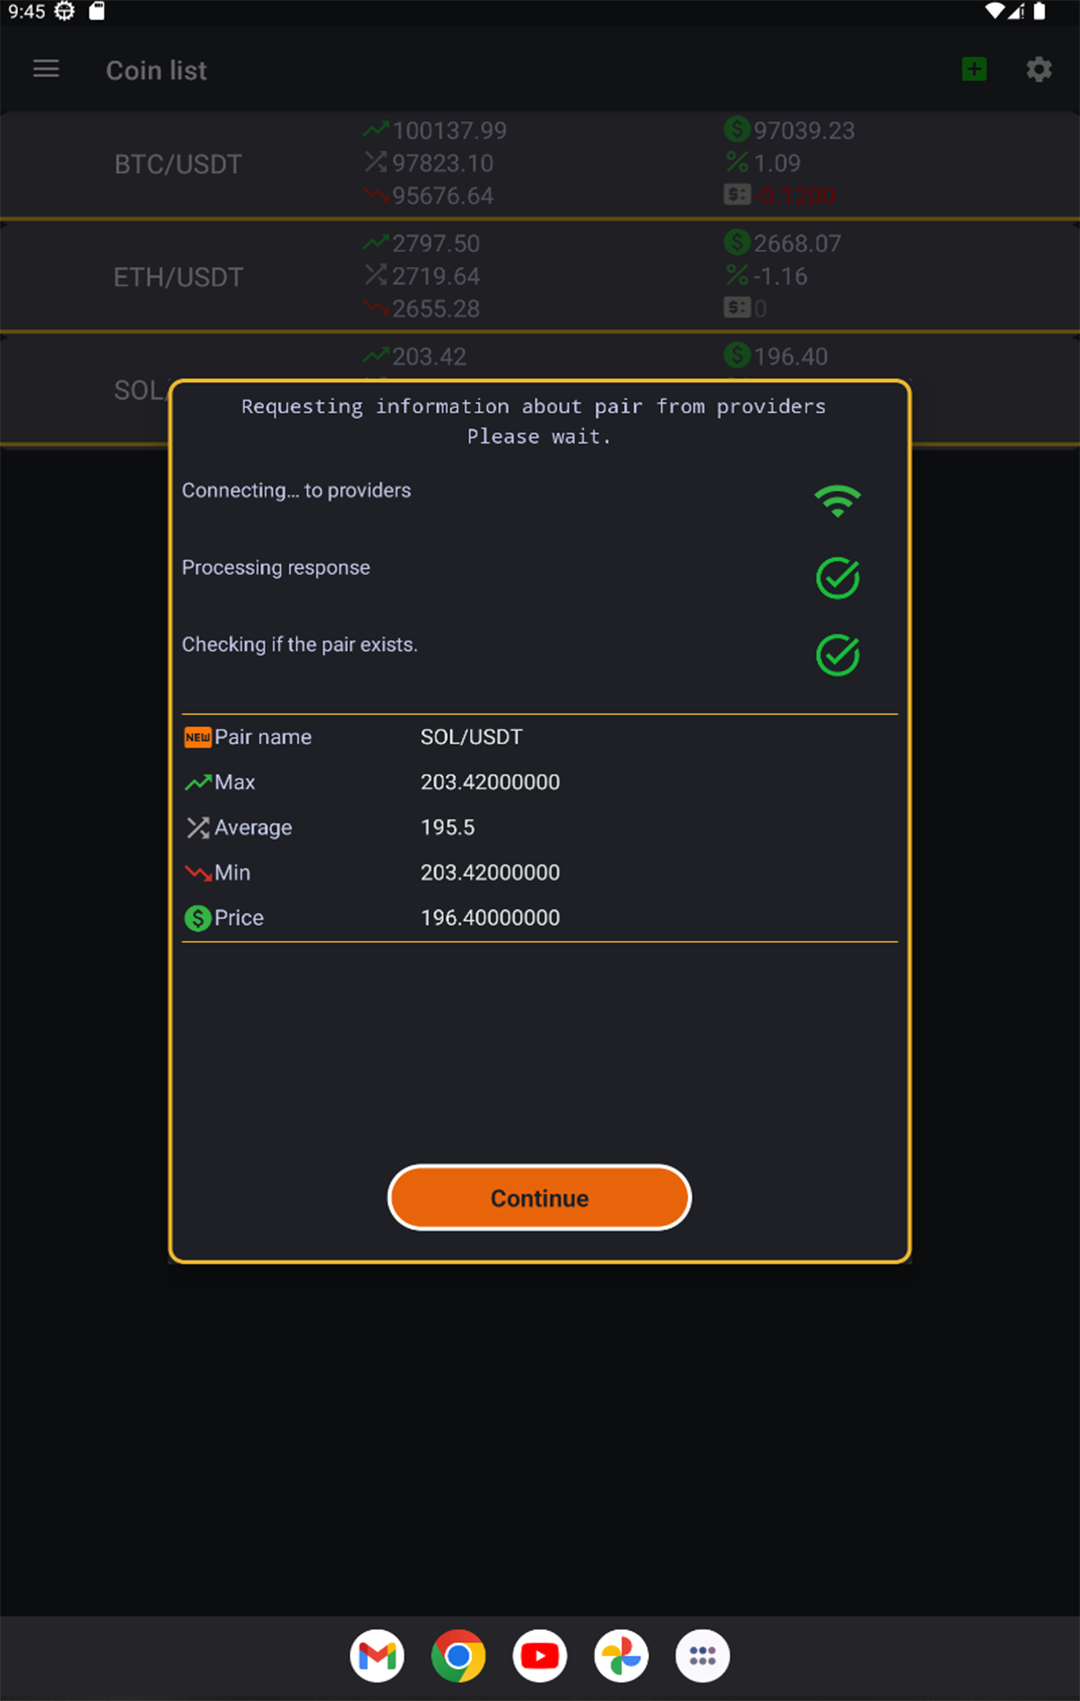 9:45
Coin list
BTC/USDT
100137.99
97823.10
95676.64
$ 97039.23
% 1.09
$: -0.1200
ETH/USDT
2797.50
2719.64
2655.28
$ 2668.07
% -1.16
$: 0
SOL/
203.42
$ 196.40
Requesting information about pair from providers
Please wait.
Connecting... to providers
Processing response
Checking if the pair exists.
NEW Pair name SOL/USDT
Max 203.42000000
Average 195.5
Min 203.42000000
$ Price 196.40000000
Continue